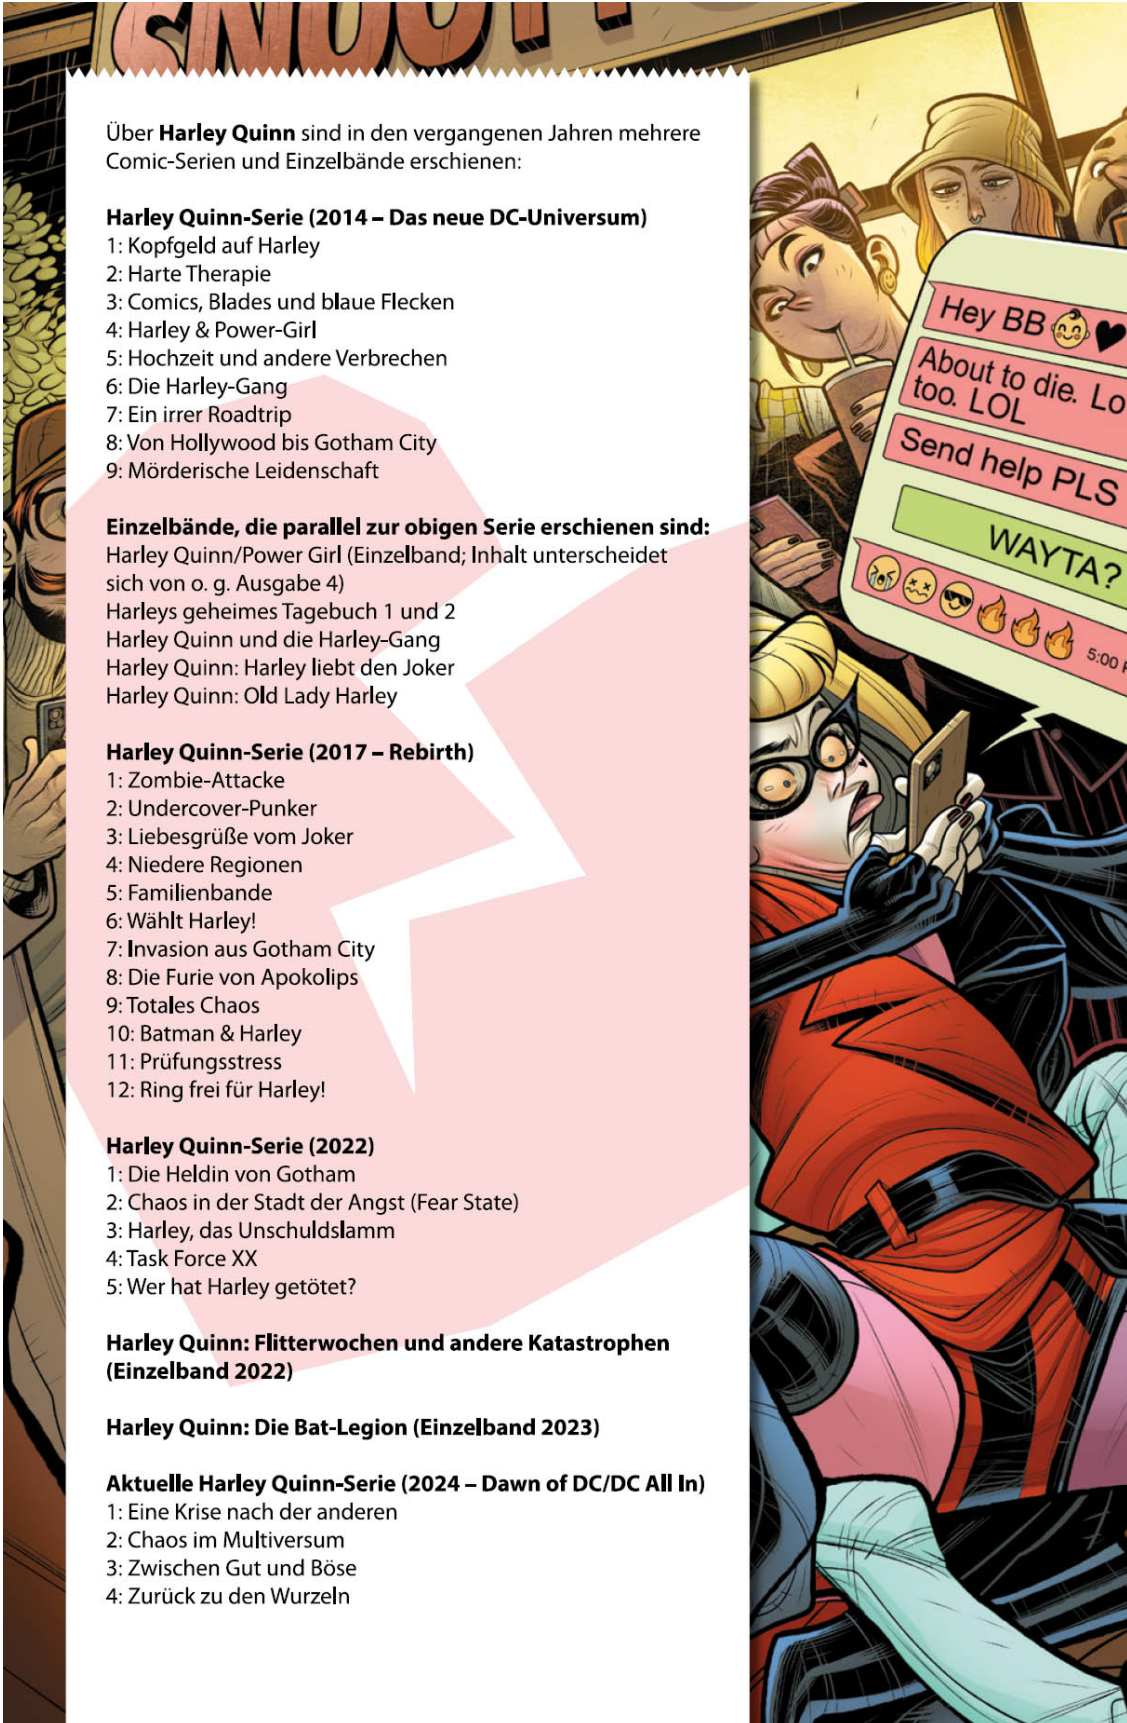 Über Harley Quinn sind in den vergangenen Jahren mehrere
Comic-Serien und Einzelbände erschienen:
Harley Quinn-Serie (2014 – Das neue DC-Universum)
1: Kopfgeld auf Harley
2: Harte Therapie
3: Comics, Blades und blaue Flecken
4: Harley & Power-Girl
5: Hochzeit und andere Verbrechen
6: Die Harley-Gang
7: Ein irrer Roadtrip
8: Von Hollywood bis Gotham City
9: Mörderische Leidenschaft
Einzelbände, die parallel zur obigen Serie erschienen sind:
Harley Quinn/Power Girl (Einzelband; Inhalt unterscheidet
sich von o. g. Ausgabe 4)
Harleys geheimes Tagebuch 1 und 2
Harley Quinn und die Harley-Gang
Harley Quinn: Harley liebt den Joker
Harley Quinn: Old Lady Harley
Harley Quinn-Serie (2017 – Rebirth)
1: Zombie-Attacke
2: Undercover-Punker
3: Liebesgrüße vom Joker
4: Niedere Regionen
5: Familienbande
6: Wählt Harley!
7: Invasion aus Gotham City
8: Die Furie von Apokolips
9: Totales Chaos
10: Batman & Harley
11: Prüfungsstress
12: Ring frei für Harley!
Harley Quinn-Serie (2022)
1: Die Heldin von Gotham
2: Chaos in der Stadt der Angst (Fear State)
3: Harley, das Unschuldslamm
4: Task Force XX
5: Wer hat Harley getötet?
Harley Quinn: Flitterwochen und andere Katastrophen
(Einzelband 2022)
Harley Quinn: Die Bat-Legion (Einzelband 2023)
Aktuelle Harley Quinn-Serie (2024 – Dawn of DC/DC All In)
1: Eine Krise nach der anderen
2: Chaos im Multiversum
3: Zwischen Gut und Böse
4: Zurück zu den Wurzeln
Hey BB 👶🖤
About to die. Lo
too. LOL
Send help PLS
WAYTA?
😭😵😎🔥🔥🔥
5:00